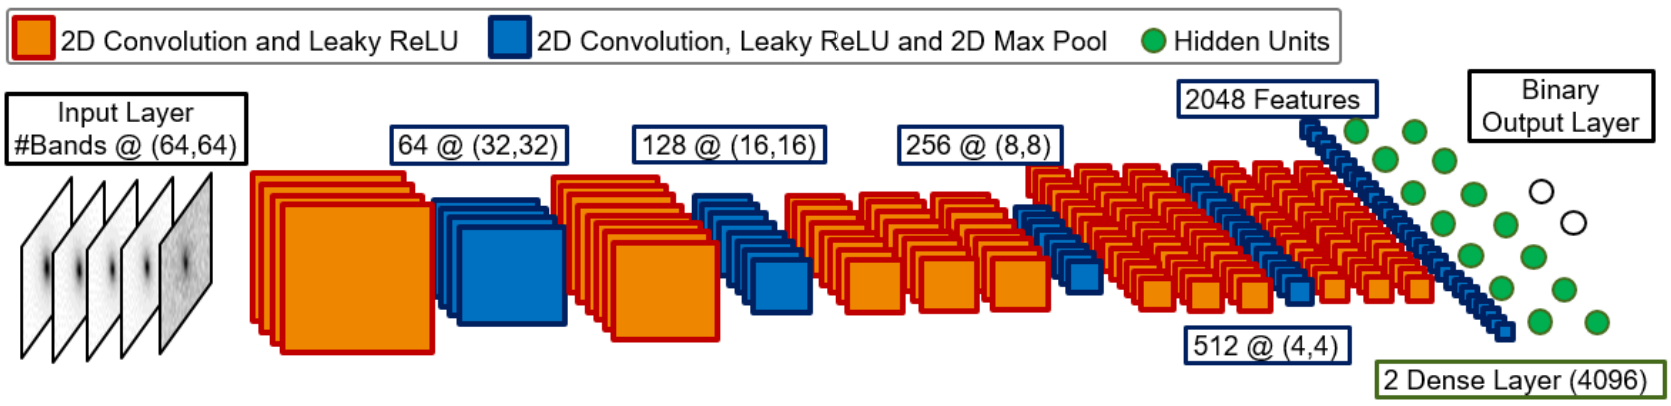 2D Convolution and Leaky ReLU
2D Convolution, Leaky ReLU and 2D Max Pool
Hidden Units
Input Layer
#Bands @ (64,64)
64 @ (32,32)
128 @ (16,16)
256 @ (8,8)
2048 Features
Binary
Output Layer
512 @ (4,4)
2 Dense Layer (4096)